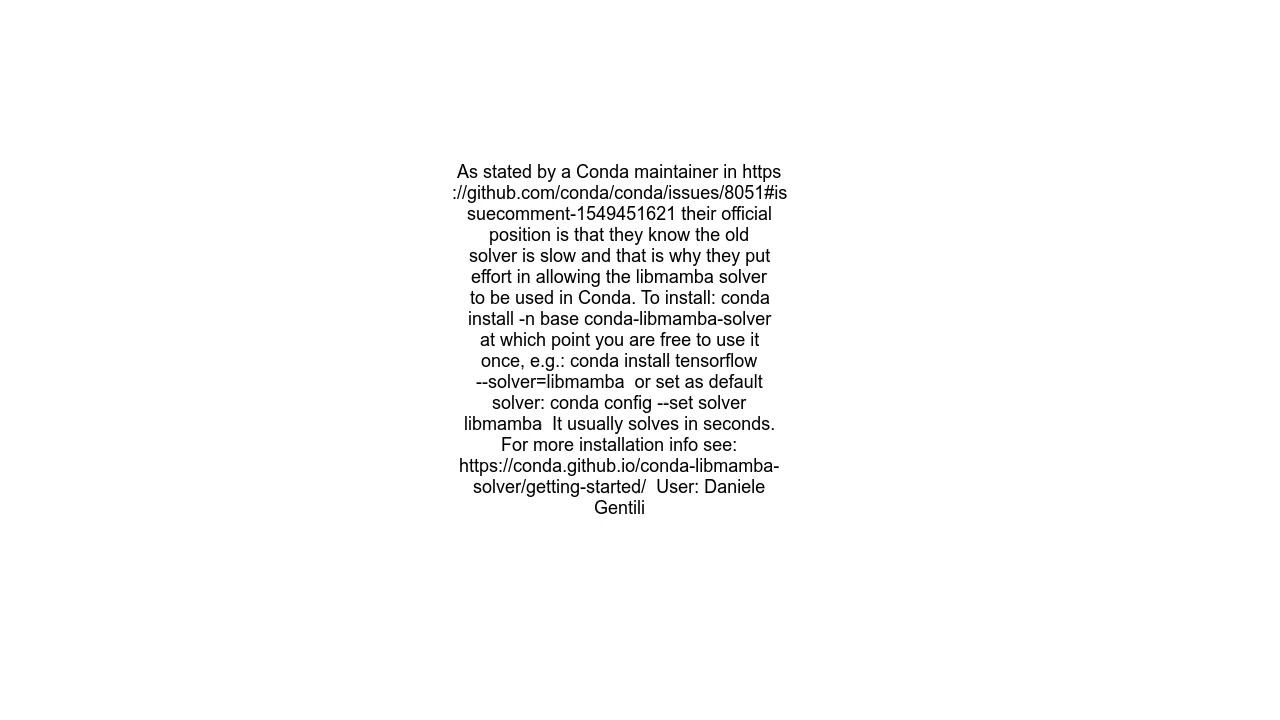 As stated by a Conda maintainer in https
://github.com/conda/conda/issues/8051#is
suecomment-1549451621 their official
position is that they know the old
solver is slow and that is why they put
effort in allowing the libmamba solver
to be used in Conda. To install: conda
install -n base conda-libmamba-solver
at which point you are free to use it
once, e.g.: conda install tensorflow
--solver=libmamba  or set as default
solver: conda config --set solver
libmamba  It usually solves in seconds.
For more installation info see:
https://conda.github.io/conda-libmamba-
solver/getting-started/  User: Daniele
Gentili